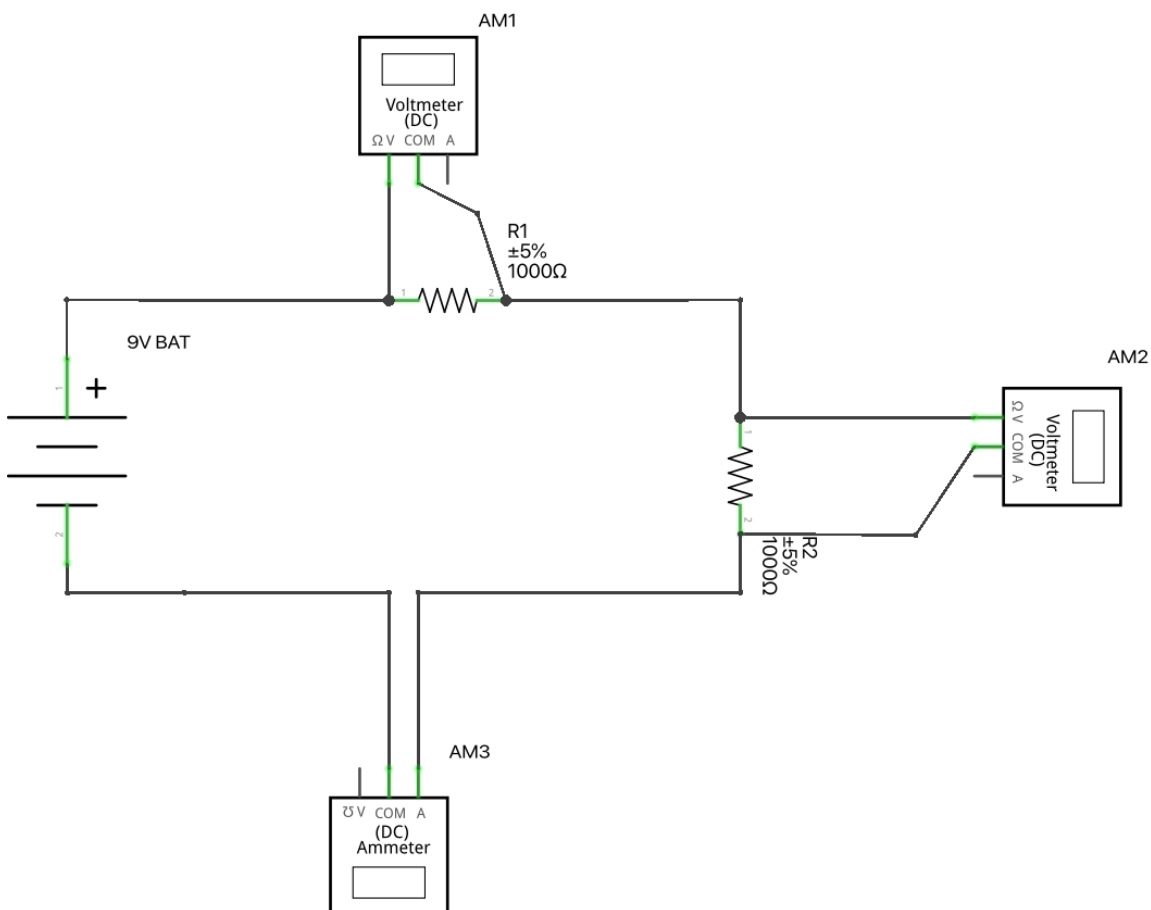 AM1
Voltmeter
(DC)
Ω V COM A
R1
±5%
1000Ω
1 2
9V BAT
1
+
2
AM2
Ω V COM A
Voltmeter
(DC)
1
2
R2
±5%
1000Ω
AM3
Ω V COM A
(DC)
Ammeter